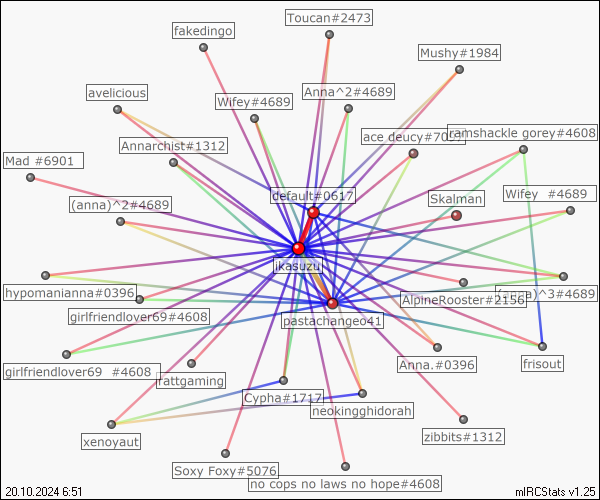 Toucan#2473
fakedingo
Mushy#1984
avelicious
Anna^2#4689
Wifey#4689
ace deucy#7057
ramshackle gorey#4608
Annarchist#1312
Mad #6901
default#0617
Skalman
Wifey #4689
(anna)^2#4689
ikasuzu
hypomanianna#0396
AlpineRooster#2156
)^3#4689
girlfriendlover69#4608
pastachangeo41
girlfriendlover69 #4608
rattgaming
Anna.#0396
frisout
Cypha#1717
neokingghidorah
xenoyaut
zibbits#1312
Soxy Foxy#5076
no cops no laws no hope#4608
20.10.2024 6:51
mIRCStats v1.25